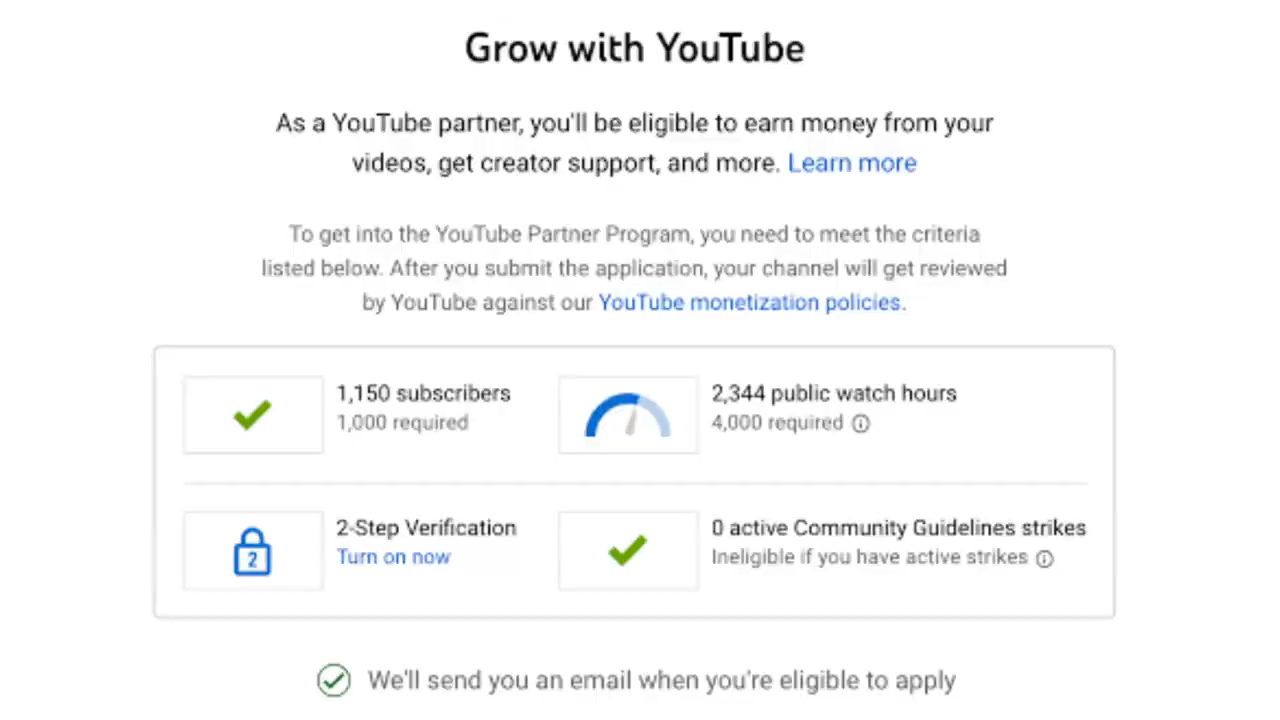 Grow with YouTube
As a YouTube partner, you'll be eligible to earn money from your
videos, get creator support, and more. Learn more
To get into the YouTube Partner Program, you need to meet the criteria
listed below. After you submit the application, your channel will get reviewed
by YouTube against our YouTube monetization policies.
1,150 subscribers
1,000 required
2,344 public watch hours
4,000 required
2-Step Verification
Turn on now
2
0 active Community Guidelines strikes
Ineligible if you have active strikes
We'll send you an email when you're eligible to apply